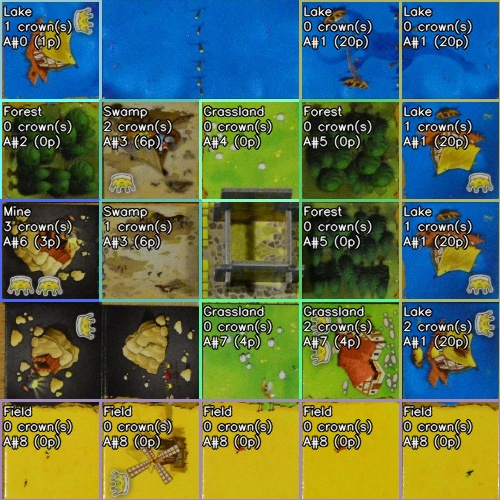 Lake
1 crown(s)
A#0 (1p)
Lake
0 crown(s)
A#1 (20p)
Lake
0 crown(s)
A#1 (20p)
Forest
0 crown(s)
A#2 (0p)
Swamp
2 crown(s)
A#3 (6p)
Grassland
0 crown(s)
A#4 (0p)
Forest
0 crown(s)
A#5 (0p)
Lake
1 crown(s)
A#1 (20p)
Mine
3 crown(s)
A#6 (3p)
Swamp
1 crown(s)
A#3 (6p)
Forest
0 crown(s)
A#5 (0p)
Lake
1 crown(s)
A#1 (20p)
Grassland
0 crown(s)
A#7 (4p)
Grassland
2 crown(s)
A#7 (4p)
Lake
2 crown(s)
A#1 (20p)
Field
0 crown(s)
A#8 (0p)
Field
0 crown(s)
A#8 (0p)
Field
0 crown(s)
A#8 (0p)
Field
0 crown(s)
A#8 (0p)
Field
0 crown(s)
A#8 (0p)